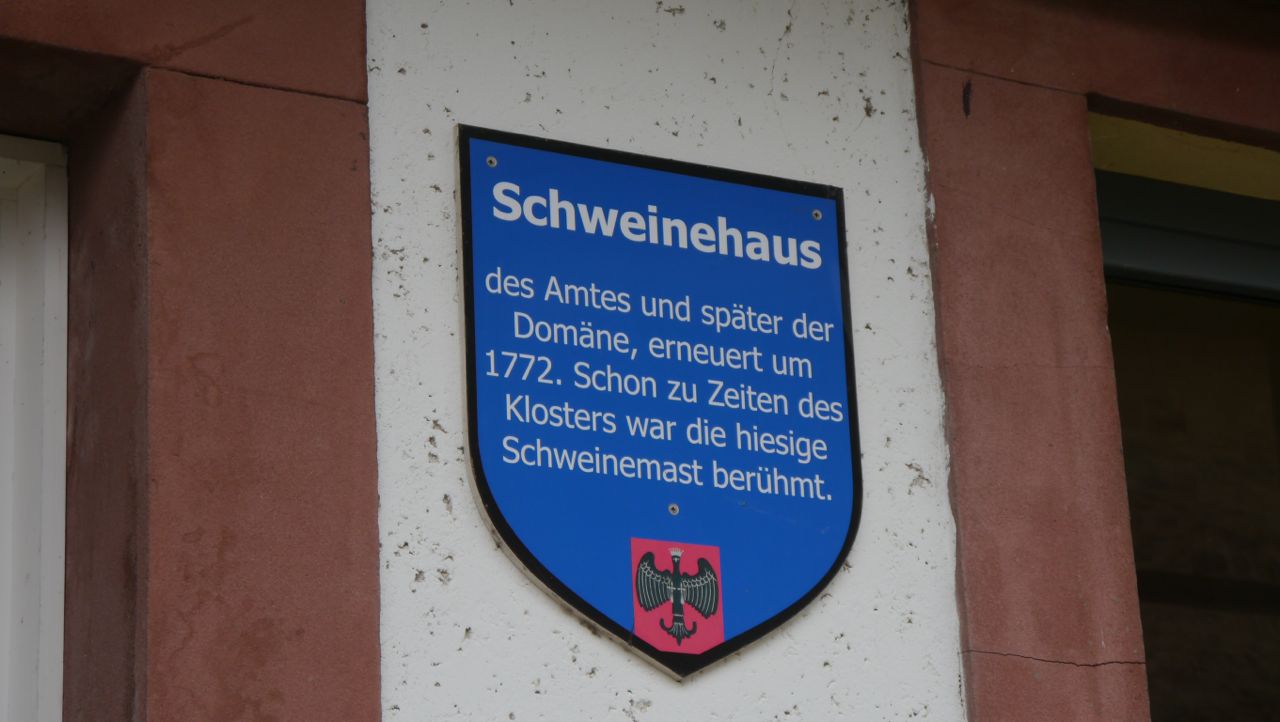 Schweinehaus
des Amtes und später der
Domäne, erneuert um
1772. Schon zu Zeiten des
Klosters war die hiesige
Schweinemast berühmt.